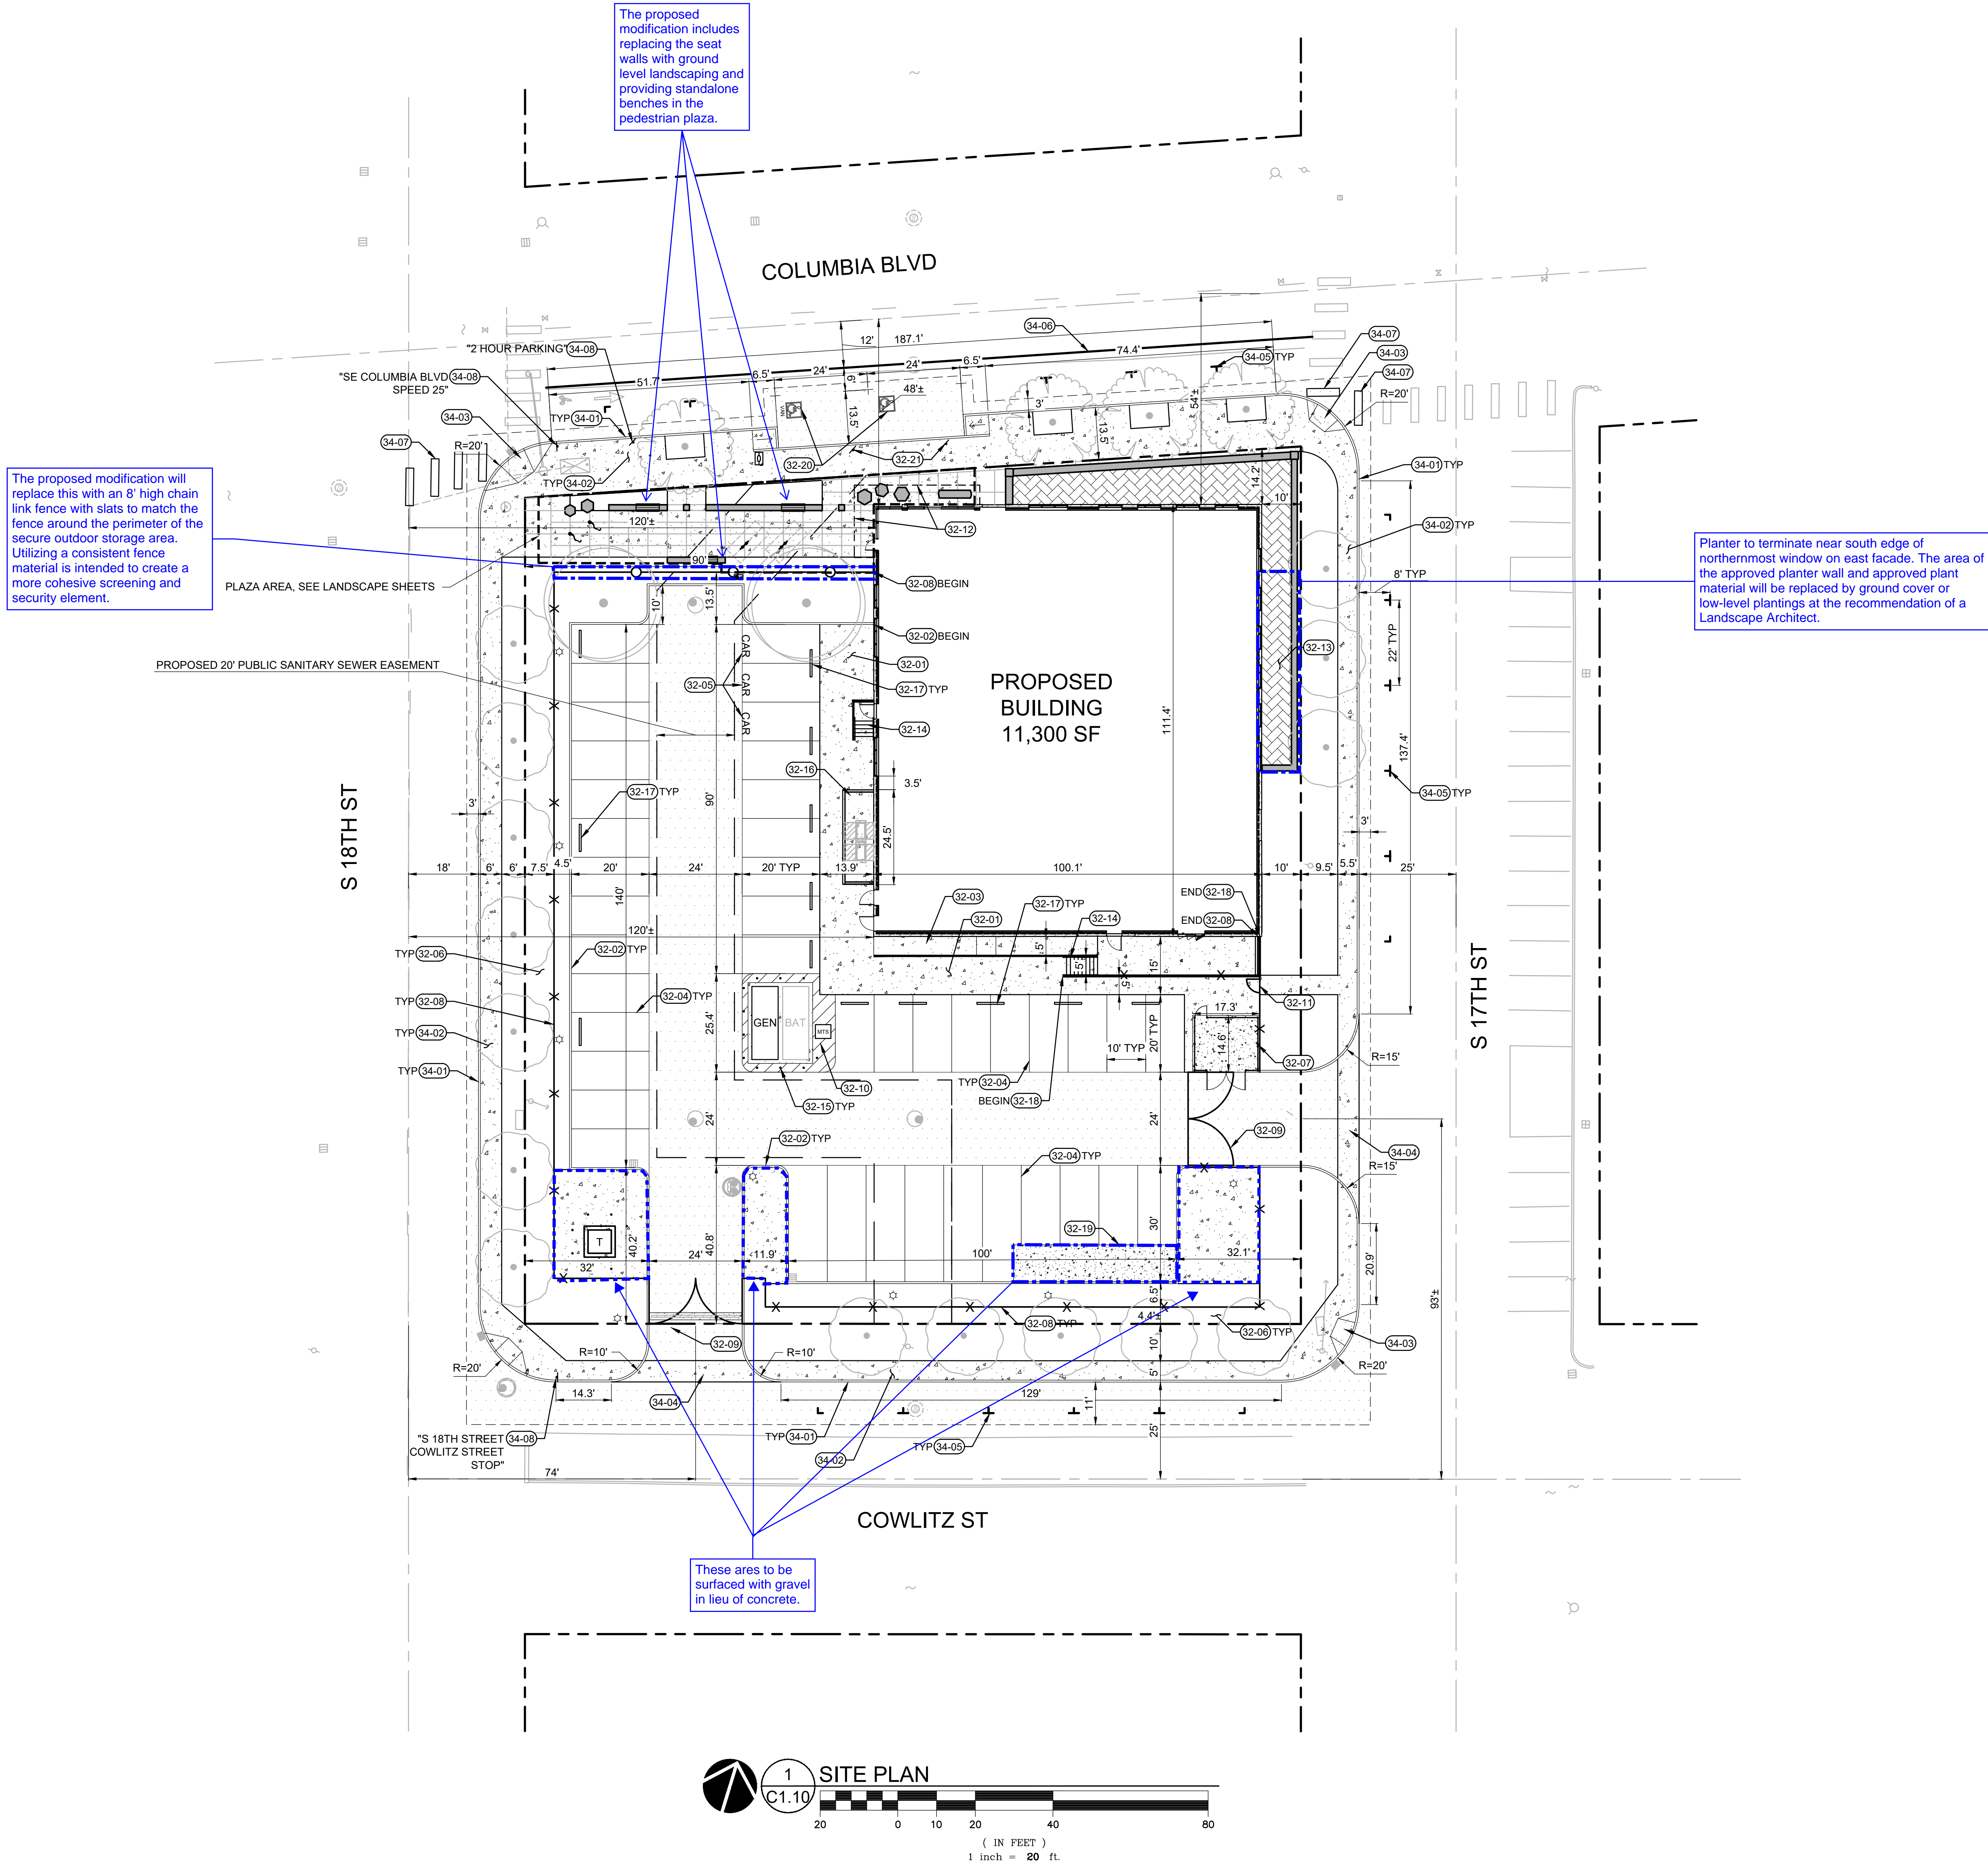 The proposed
modification includes
replacing the seat
walls with ground
level landscaping and
providing standalone
benches in the
pedestrian plaza.
COLUMBIA BLVD
34-06
12'
187.1'
74.4'
"2 HOUR PARKING" 34-08
6.5'
24'
24'
6.5'
34-05 TYP
34-07
34-03
34-07
R=20'
51.7'
6'
48'±
54'±
"SE COLUMBIA BLVD 34-08
SPEED 25"
VAN
3'
34-03
TYP 34-01
13.5'
13.5'
34-07
R=20'
32-20
32-21
14.2'
34-01 TYP
TYP 34-02
10'
The proposed modification will
replace this with an 8' high chain
link fence with slats to match the
fence around the perimeter of the
secure outdoor storage area.
Utilizing a consistent fence
material is intended to create a
more cohesive screening and
security element.
120'±
32-12
34-02 TYP
Planter to terminate near south edge of
northernmost window on east facade. The area of
the approved planter wall and approved plant
material will be replaced by ground cover or
low-level plantings at the recommendation of a
Landscape Architect.
90'
PLAZA AREA, SEE LANDSCAPE SHEETS
32-08 BEGIN
8' TYP
10'
13.5'
32-02 BEGIN
22' TYP
PROPOSED 20' PUBLIC SANITARY SEWER EASEMENT
CAR
CAR
CAR
32-05
32-01
32-17 TYP
32-13
PROPOSED
BUILDING
11,300 SF
111.4'
32-14
137.4'
32-16
3.5'
32-17 TYP
90'
34-05 TYP
S 18TH ST
3'
24.5'
3'
18'
6'
6'
7.5'
4.5'
20'
24'
20' TYP
13.9'
100.1'
10'
9.5'
5.5'
25'
140'
END 32-18
32-03
32-17 TYP
32-01
32-14
END 32-08
120'±
TYP 32-06
32-02 TYP
5'
5'
15'
5'
S 17TH ST
TYP 32-08
32-04 TYP
32-11
17.3'
GEN
BAT
MTS
25.4'
TYP 34-02
14.6'
20' TYP
10' TYP
R=15'
TYP 34-01
32-07
TYP 32-04
32-10
BEGIN 32-18
32-15 TYP
24'
24'
32-09
32-02 TYP
32-04 TYP
34-04
R=15'
T
32-19
30'
40.2'
40.8'
32'
24'
11.9'
100'
32.1'
20.9'
93'±
6.5'
4.4'
32-08 TYP
32-06 TYP
32-09
34-03
10'
R=20'
R=10'
R=10'
R=20'
5'
14.3'
34-04
129'
11'
"S 18TH STREET 34-08
COWLITZ STREET
STOP"
TYP 34-01
34-02
TYP 34-05
25'
74'
COWLITZ ST
These ares to be
surfaced with gravel
in lieu of concrete.
1
C1.10
SITE PLAN
20
0
10
20
40
80
( IN FEET )
1 inch = 20 ft.